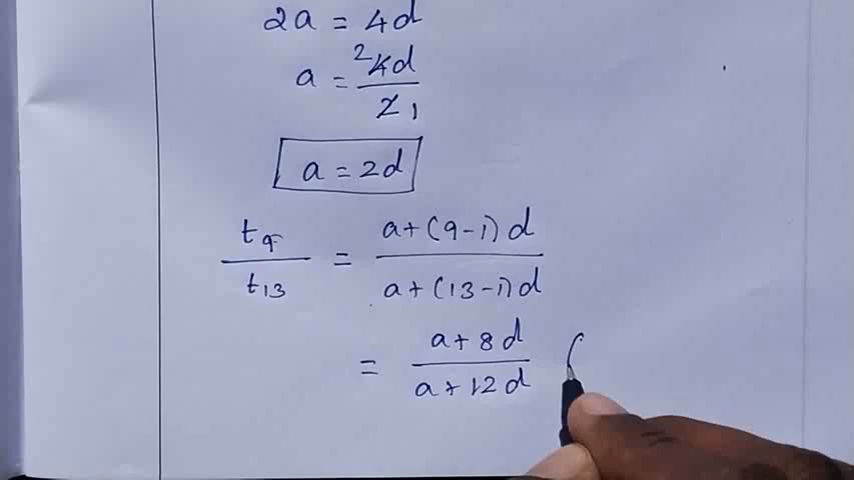 2a = 4d
a = 24d/21
a = 2d
t9/t13 = a+(9-1)d/a+(13-1)d
= a+8d/a+12d (